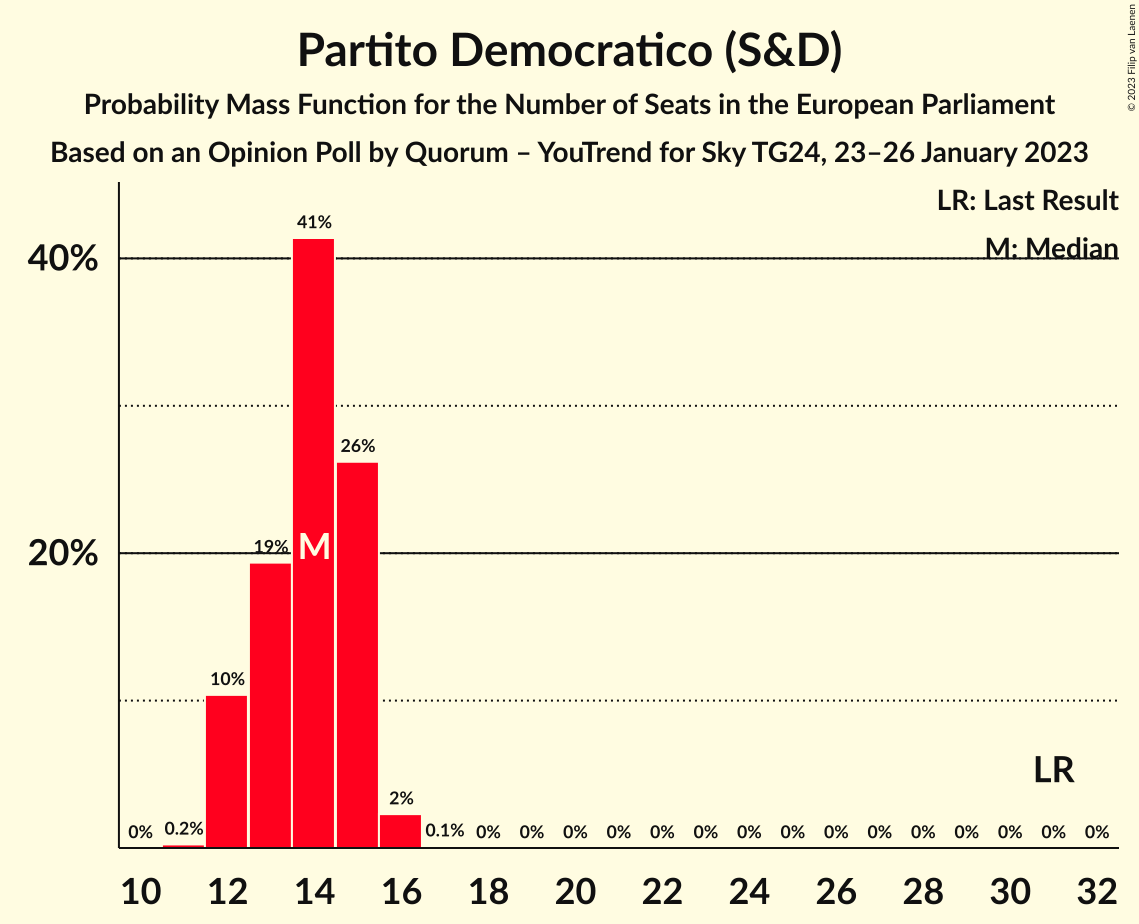 Partito Democratico (S&D)
Probability Mass Function for the Number of Seats in the European Parliament
Based on an Opinion Poll by Quorum – YouTrend for Sky TG24, 23–26 January 2023
© 2023 Filip van Laenen
LR: Last Result
M: Median
40%
20%
0% 0.2% 10% 19% 41% 26% 2% 0.1% 0% 0% 0% 0% 0% 0% 0% 0% 0% 0% 0% 0% 0% 0% 0%
M
LR
10 12 14 16 18 20 22 24 26 28 30 32